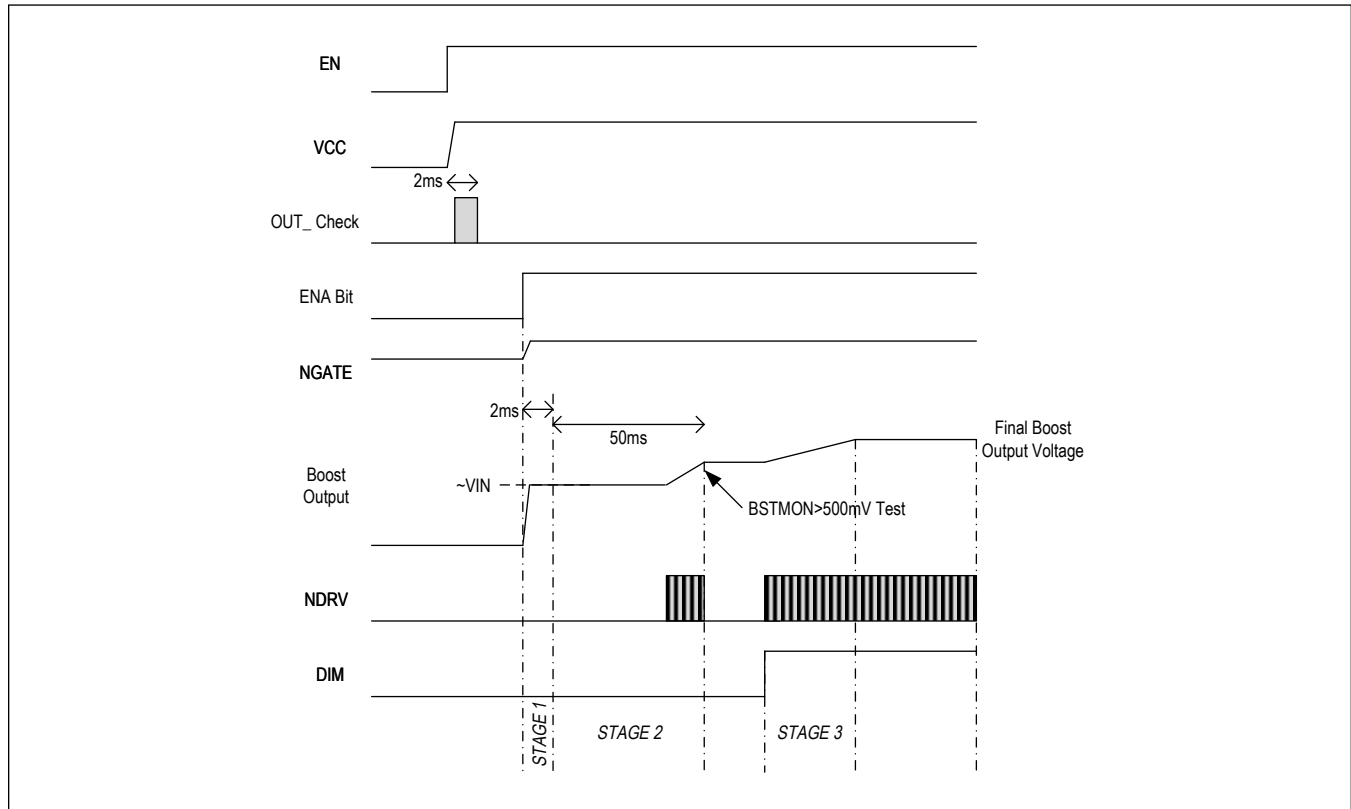 EN
VCC
2ms
OUT_ Check
ENA Bit
NGATE
2ms
50ms
Final Boost
Output Voltage
Boost
Output
~VIN
BSTMON>500mV Test
NDRV
DIM
STAGE 1
STAGE 2
STAGE 3